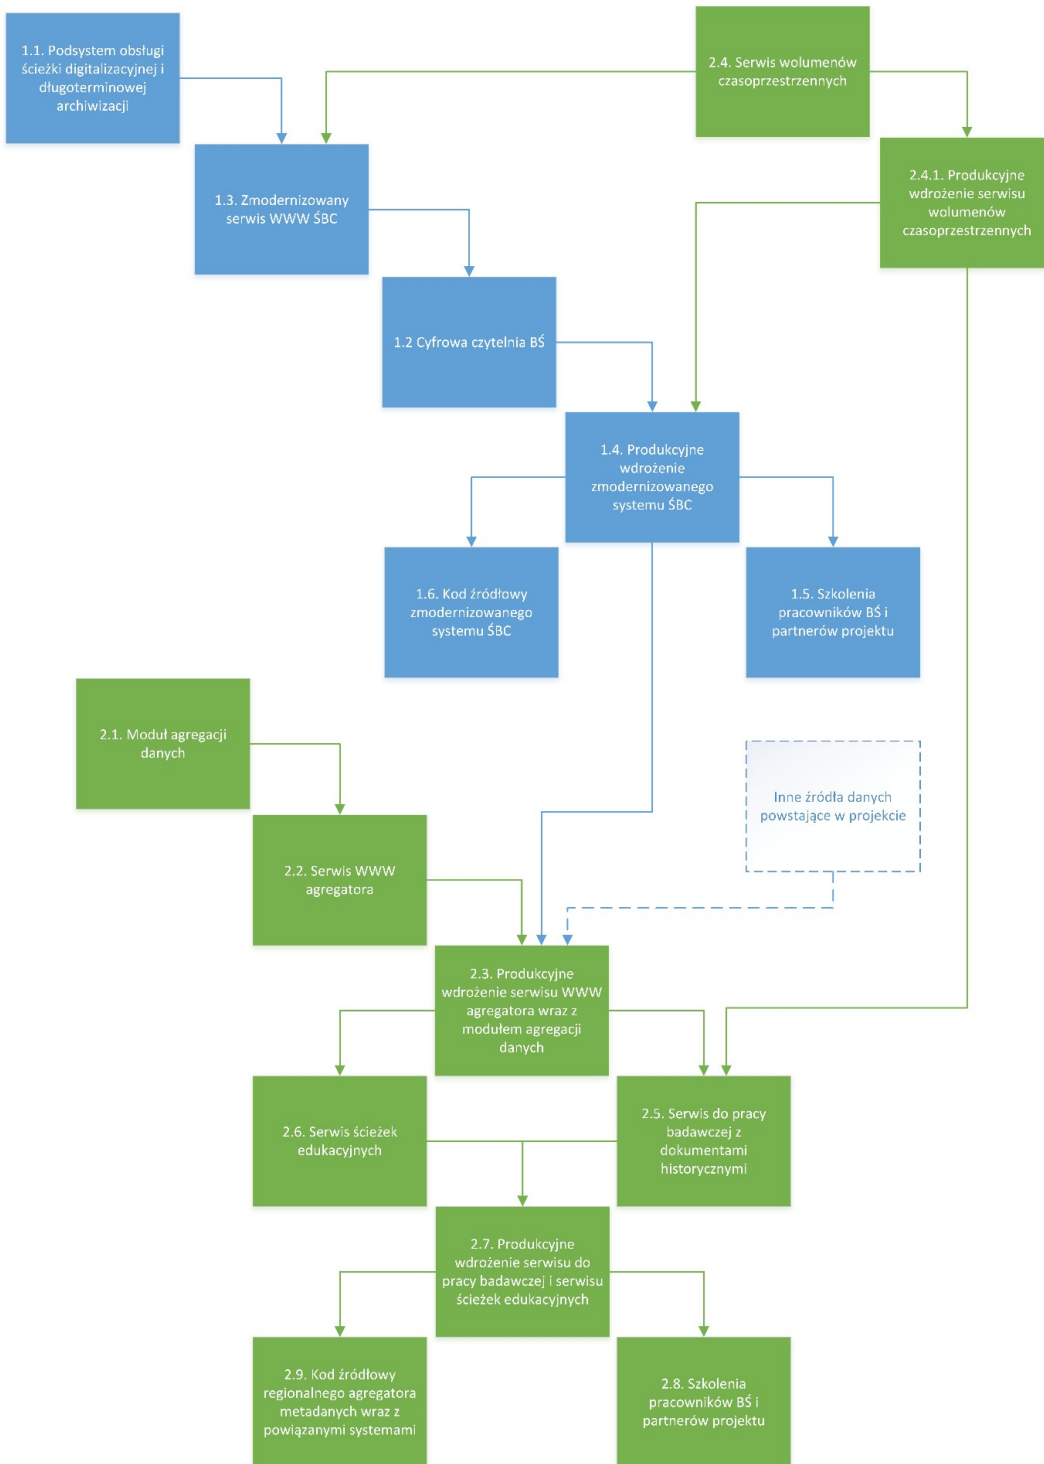 1.1. Podsystem obsługi
ścieżki digitalizacyjnej i
długoterminowej
archiwizacji
2.4. Serwis wolumenów
czasoprzestrzennych
1.3. Zmodernizowany
serwis WWW ŚBC
2.4.1. Produkcyjne
wdrożenie serwisu
wolumenów
czasoprzestrzennych
1.2 Cyfrowa czytelnia BŚ
1.4. Produkcyjne
wdrożenie
zmodernizowanego
systemu ŚBC
1.6. Kod źródłowy
zmodernizowanego
systemu ŚBC
1.5. Szkolenia
pracowników BŚ i
partnerów projektu
2.1. Moduł agregacji
danych
Inne źródła danych
powstające w projekcie
2.2. Serwis WWW
agregatora
2.3. Produkcyjne
wdrożenie serwisu WWW
agregatora wraz z
modułem agregacji
danych
2.6. Serwis ścieżek
edukacyjnych
2.5. Serwis do pracy
badawczej z
dokumentami
historycznymi
2.7. Produkcyjne
wdrożenie serwisu do
pracy badawczej i serwisu
ścieżek edukacyjnych
2.9. Kod źródłowy
regionalnego agregatora
metadanych wraz z
powiązanymi systemami
2.8. Szkolenia
pracowników BŚ i
partnerów projektu